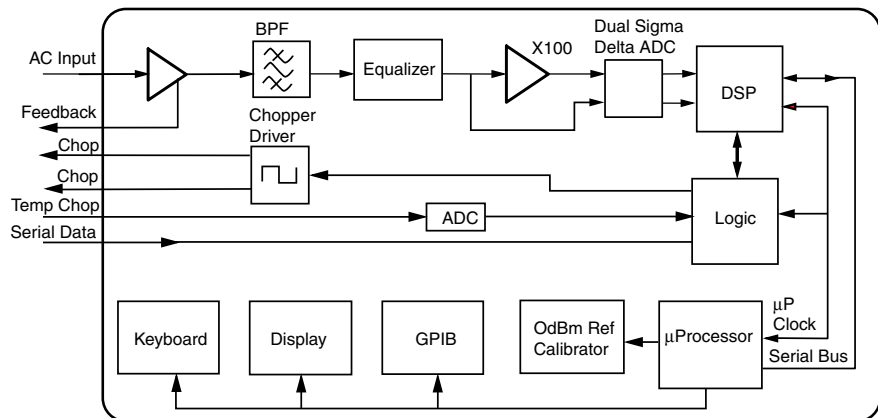 AC Input
BPF
Equalizer
X100
Dual Sigma
Delta ADC
DSP
Feedback
Chopper
Driver
Chop
Chop
Temp Chop
ADC
Logic
Serial Data
Keyboard
Display
GPIB
OdBm Ref
Calibrator
μProcessor
μP
Clock
Serial Bus